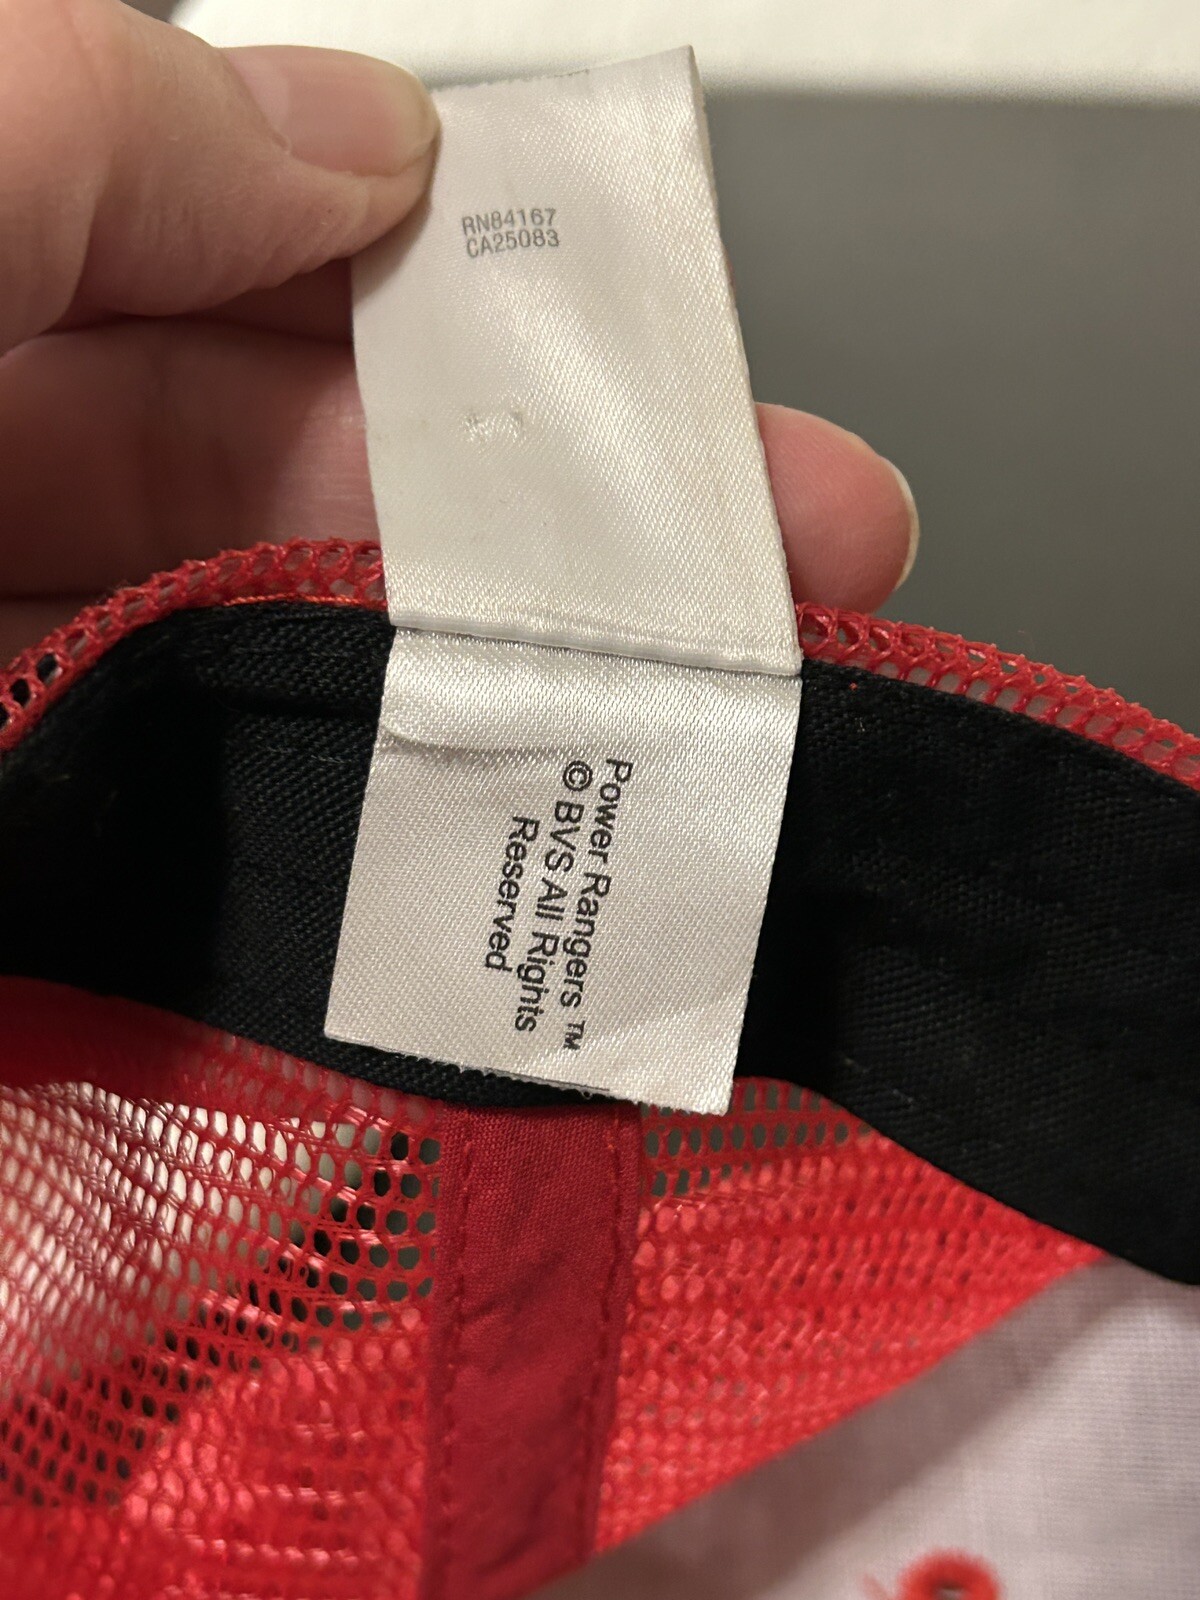 RN84167
CA25083
Power Rangers ™
© BVS All Rights
Reserved